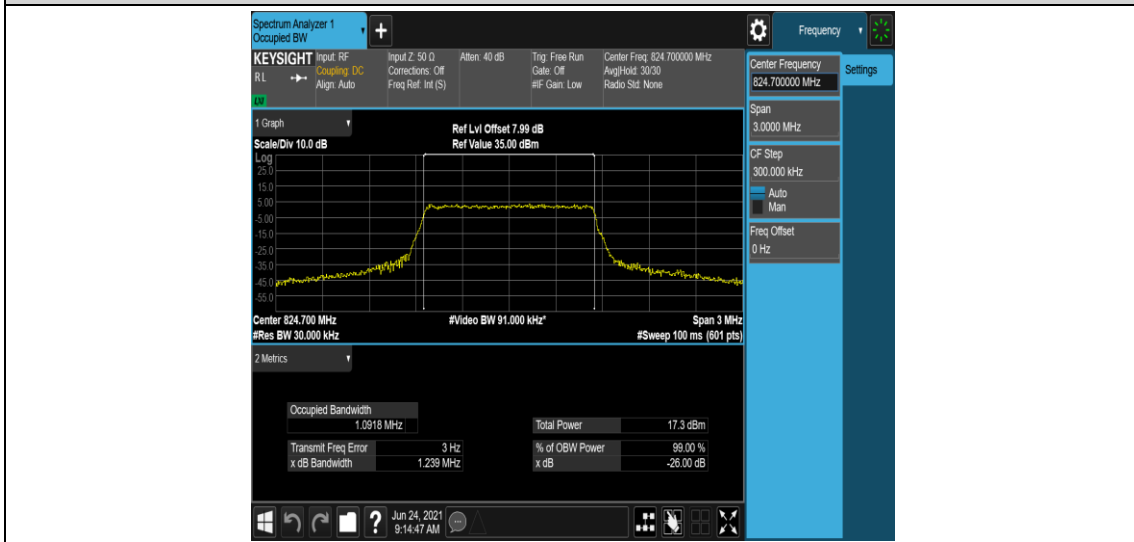 Spectrum Analyzer 1
Occupied BW
Frequency
KEYSIGHT
RL
Input: RF
Coupling: DC
Align: Auto
Input Z: 50 Ω
Corrections: Off
Freq Ref: Int (S)
Atten: 40 dB
Trig: Free Run
Gate: Off
#IF Gain: Low
Center Freq: 824.700000 MHz
Avg|Hold: 30/30
Radio Std: None
Center Frequency
824.700000 MHz
Settings
Span
3.0000 MHz
CF Step
300.000 kHz
Auto
Man
Freq Offset
0 Hz
1 Graph
Scale/Div 10.0 dB
Ref Lvl Offset 7.99 dB
Ref Value 35.00 dBm
Log
25.0
15.0
5.00
-5.00
-15.0
-25.0
-35.0
-45.0
-55.0
Center 824.700 MHz
#Video BW 91.000 kHz*
Span 3 MHz
#Res BW 30.000 kHz
#Sweep 100 ms (601 pts)
2 Metrics
Occupied Bandwidth
1.0918 MHz
Total Power 17.3 dBm
Transmit Freq Error 3 Hz
% of OBW Power 99.00 %
x dB Bandwidth 1.239 MHz
x dB -26.00 dB
?
Jun 24, 2021
9:14:47 AM